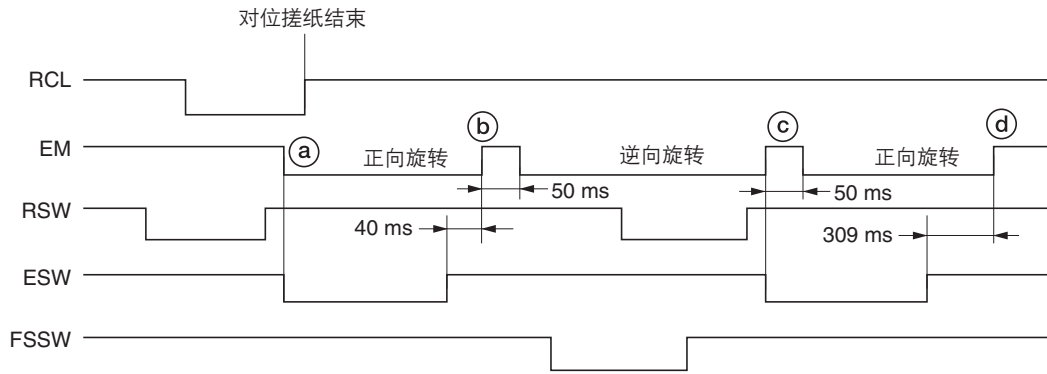 对位搓纸结束
RCL
EM
a
正向旋转
b
逆向旋转
c
正向旋转
d
50 ms
50 ms
RSW
40 ms
309 ms
ESW
FSSW